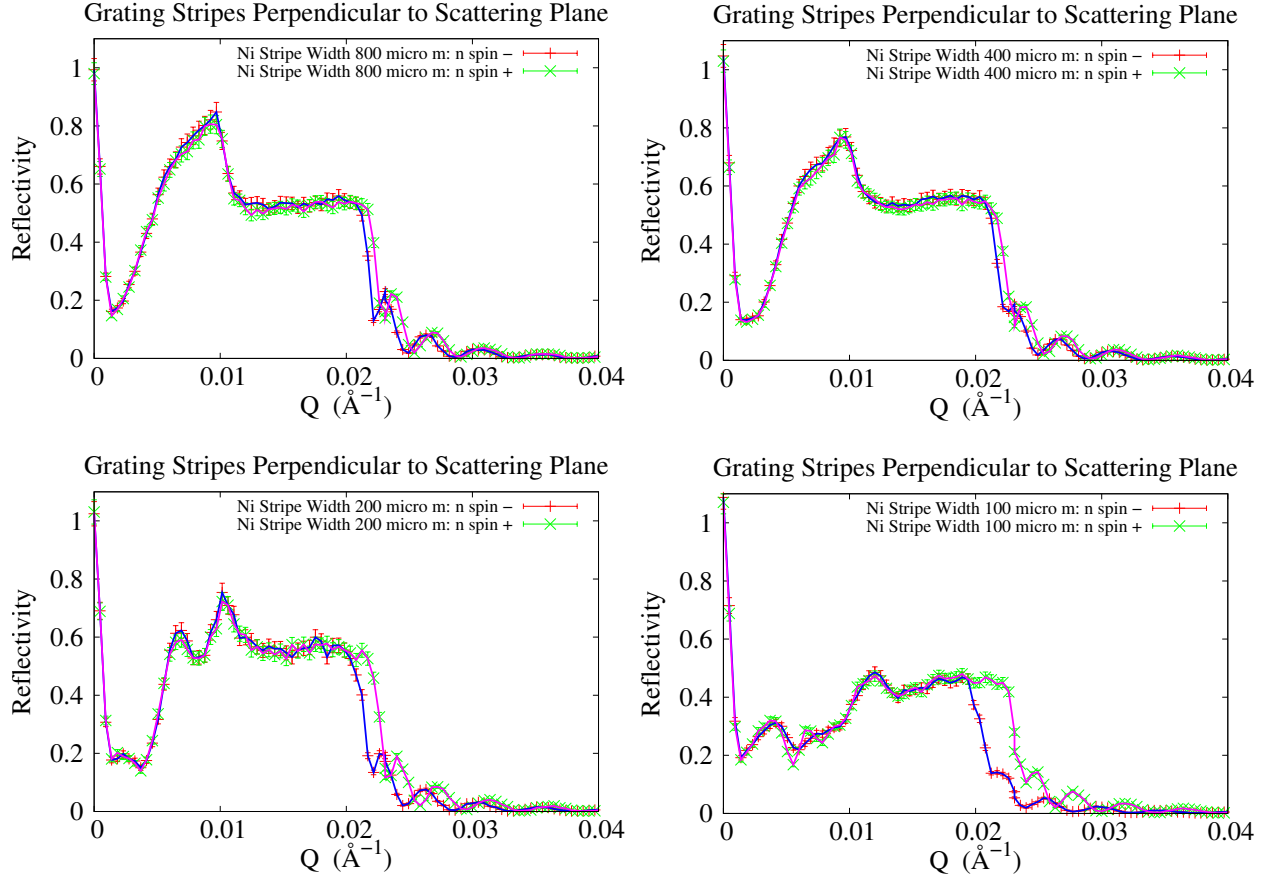 Grating Stripes Perpendicular to Scattering Plane
Ni Stripe Width 800 micro m: n spin −
Ni Stripe Width 800 micro m: n spin +
1
0.8
0.6
0.4
0.2
0
Reflectivity
0 0.01 0.02 0.03 0.04
Q (Å⁻¹)
Grating Stripes Perpendicular to Scattering Plane
Ni Stripe Width 400 micro m: n spin −
Ni Stripe Width 400 micro m: n spin +
1
0.8
0.6
0.4
0.2
0
Reflectivity
0 0.01 0.02 0.03 0.04
Q (Å⁻¹)
Grating Stripes Perpendicular to Scattering Plane
Ni Stripe Width 200 micro m: n spin −
Ni Stripe Width 200 micro m: n spin +
1
0.8
0.6
0.4
0.2
0
Reflectivity
0 0.01 0.02 0.03 0.04
Q (Å⁻¹)
Grating Stripes Perpendicular to Scattering Plane
Ni Stripe Width 100 micro m: n spin −
Ni Stripe Width 100 micro m: n spin +
1
0.8
0.6
0.4
0.2
0
Reflectivity
0 0.01 0.02 0.03 0.04
Q (Å⁻¹)